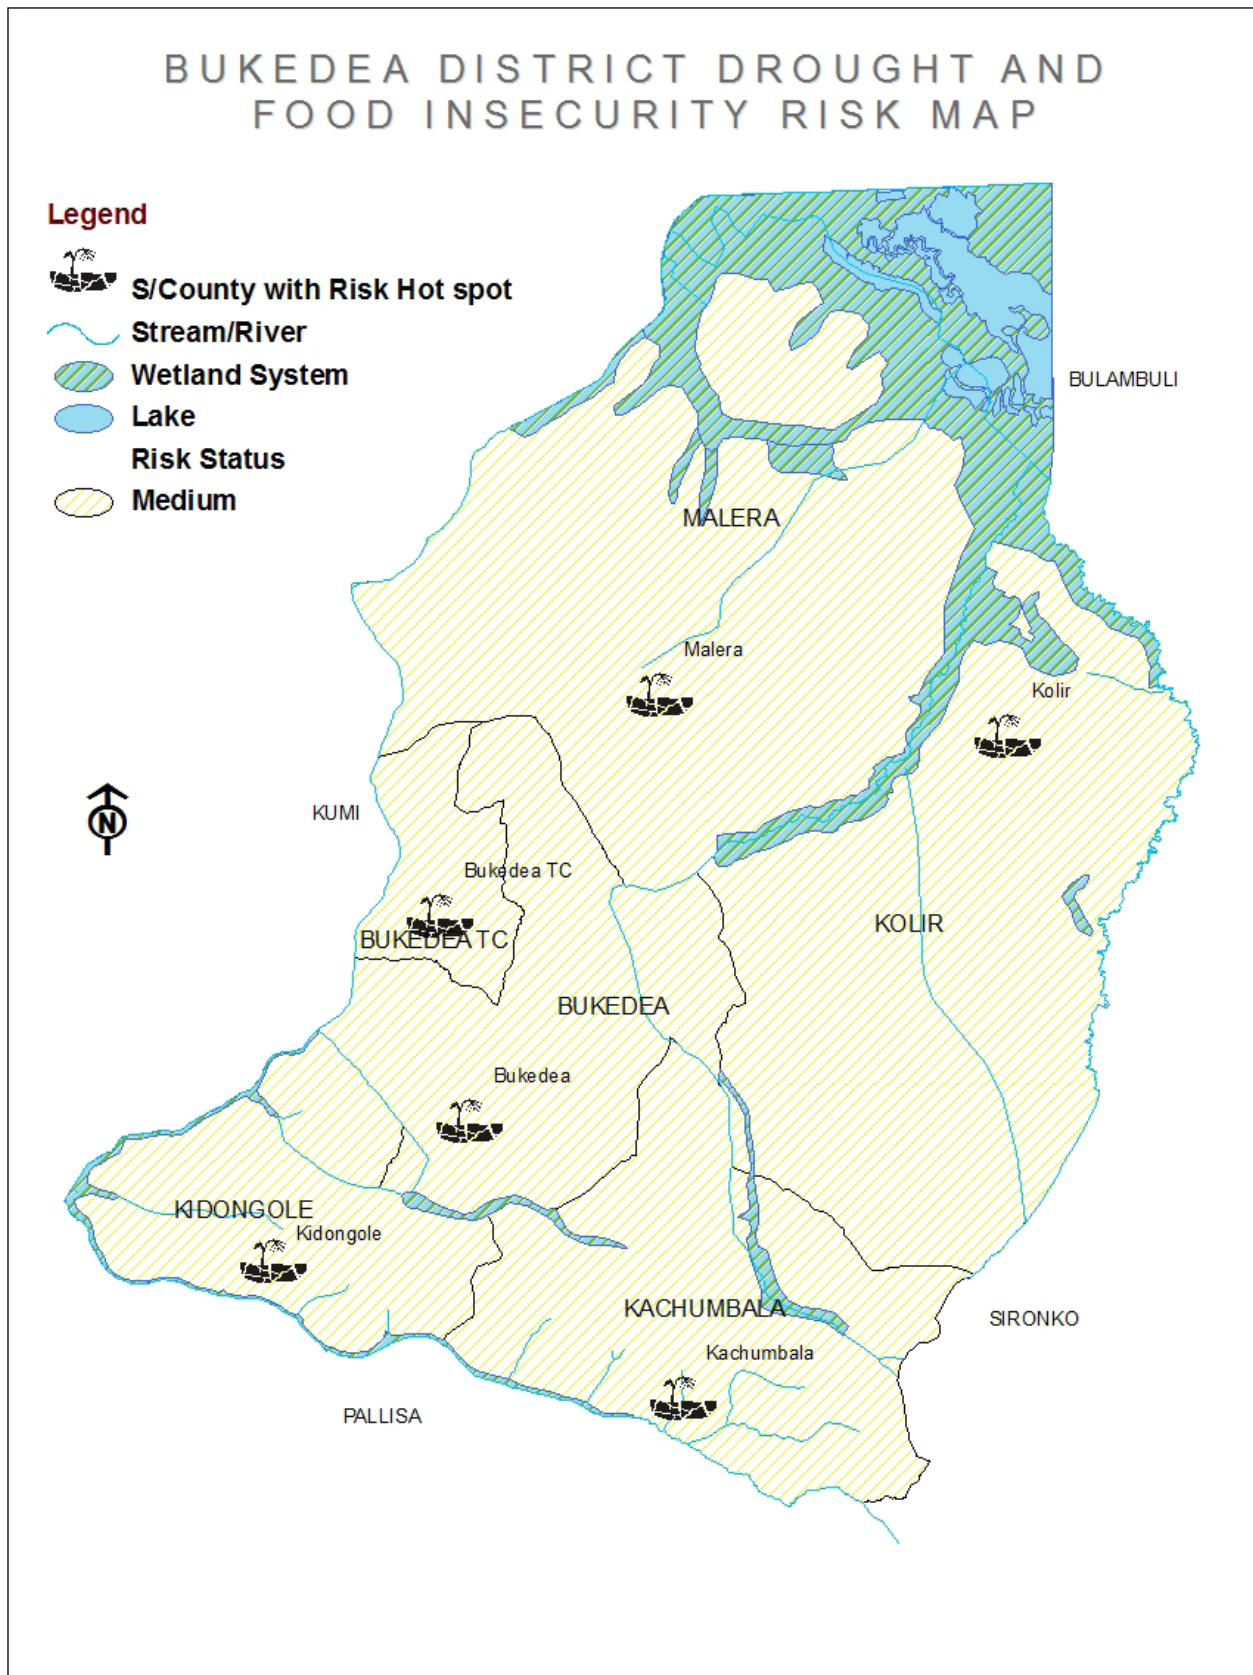 BUKEDEA DISTRICT DROUGHT AND
FOOD INSECURITY RISK MAP
Legend
S/County with Risk Hot spot
Stream/River
Wetland System
Lake
Risk Status
Medium
BULAMBULI
MALERA
Malera
Kolir
N
KUMI
Bukedea TC
BUKEDEA TC
KOLIR
BUKEDEA
Bukedea
KIDONGOLE
Kidongole
KACHUMBALA
SIRONKO
Kachumbala
PALLISA